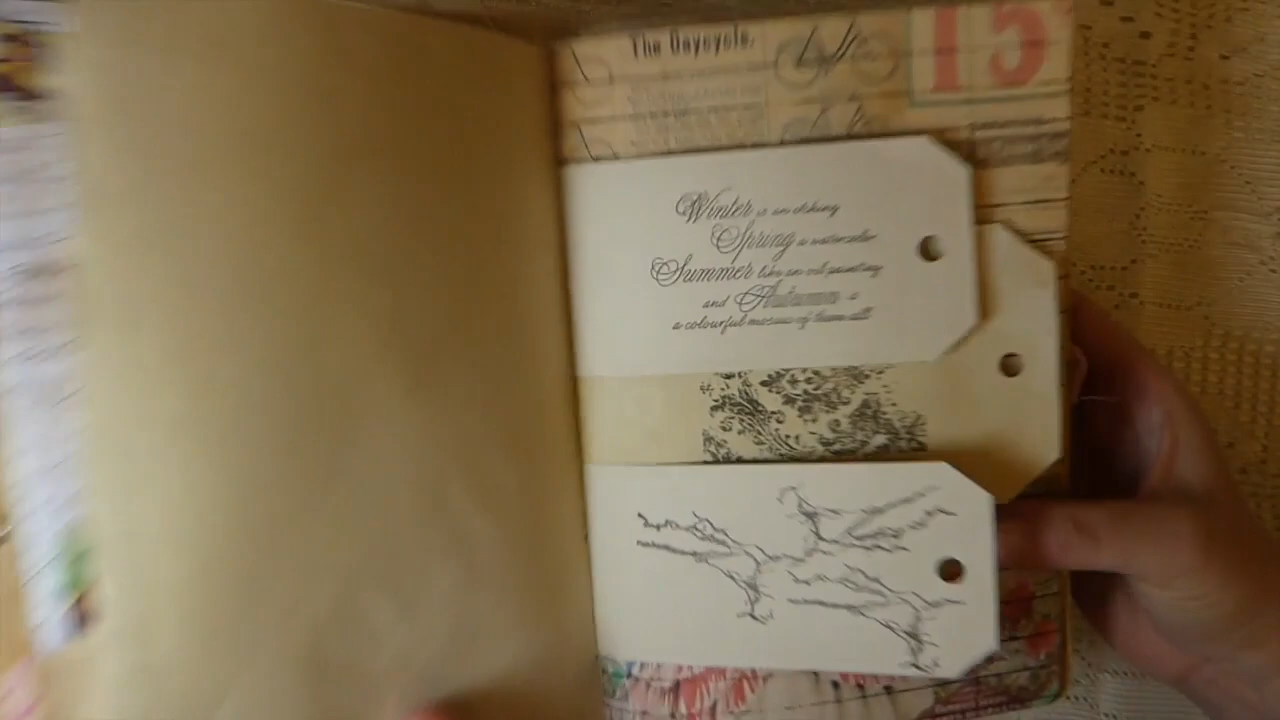 The Daycycle.
15
Winter is an etching
Spring a watercolor
Summer like an oil painting
and Autumn a
a colourful mosaic of them all!